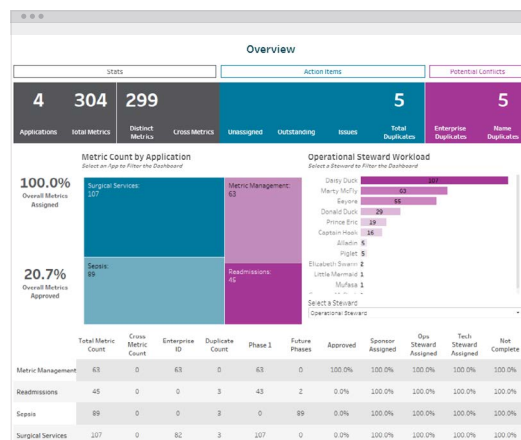 Overview
Stats
Action Items
Potential Conflicts
4 304 299 5 5
Applications Total Metrics Distinct Metrics Cross Metrics Unassigned Outstanding Issues Total Duplicates Enterprise Duplicates Name Duplicates
Metric Count by Application
Select an App to Filter the Dashboard
100.0%
Overall Metrics
Assigned
20.7%
Overall Metrics
Approved
Surgical Services:
107
Metric Management:
63
Sepsis:
89
Readmissions:
45
Operational Steward Workload
Select a Steward to Filter the Dashboard
Daisy Duck 107
Marty McFly 63
Eeyore 56
Donald Duck 29
Prince Eric 19
Captain Hook 16
Alladin 5
Piglet 5
Elizabeth Swann 2
Little Mermaid 1
Mufasa 1
Select a Steward
Operational Steward
Total Metric Count Cross Metric Count Enterprise ID Duplicate Count Phase 1 Future Phases Approved Sponsor Assigned Ops Steward Assigned Tech Steward Assigned Not Complete
Metric Management 63 0 63 0 63 0 100.0% 100.0% 100.0% 100.0% 100.0%
Readmissions 45 0 0 3 43 2 0.0% 100.0% 100.0% 100.0% 100.0%
Sepsis 89 0 0 3 0 89 0.0% 100.0% 100.0% 100.0% 100.0%
Surgical Services 107 0 82 3 107 0 0.0% 100.0% 100.0% 100.0% 100.0%